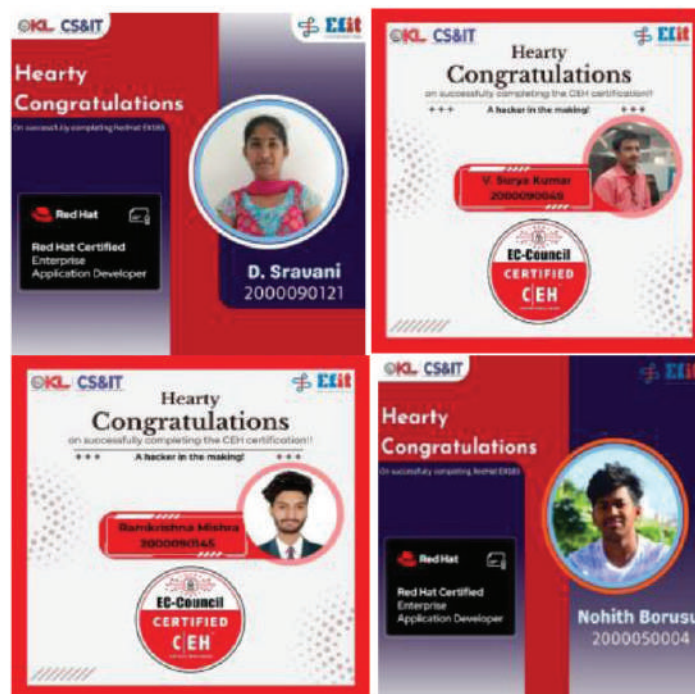 KL CS&IT
Hearty
Congratulations
On successfully completing RedHat EX183
Red Hat
Red Hat Certified
Enterprise
Application Developer
D. Sravani
2000090121
KL CS&IT
Hearty
Congratulations
on successfully completing the CEH certification!!
A hacker in the making!
V. Surya Kumar
EC-Council
CERTIFIED
C|EH
KL CS&IT
Hearty
Congratulations
on successfully completing the CEH certification!!
A hacker in the making!
Ramkrishna Mishra
2000090145
EC-Council
CERTIFIED
C|EH
KL CS&IT
Hearty
Congratulations
On successfully completing RedHat EX183
Red Hat
Red Hat Certified
Enterprise
Application Developer
Nohith Borusu
2000050004